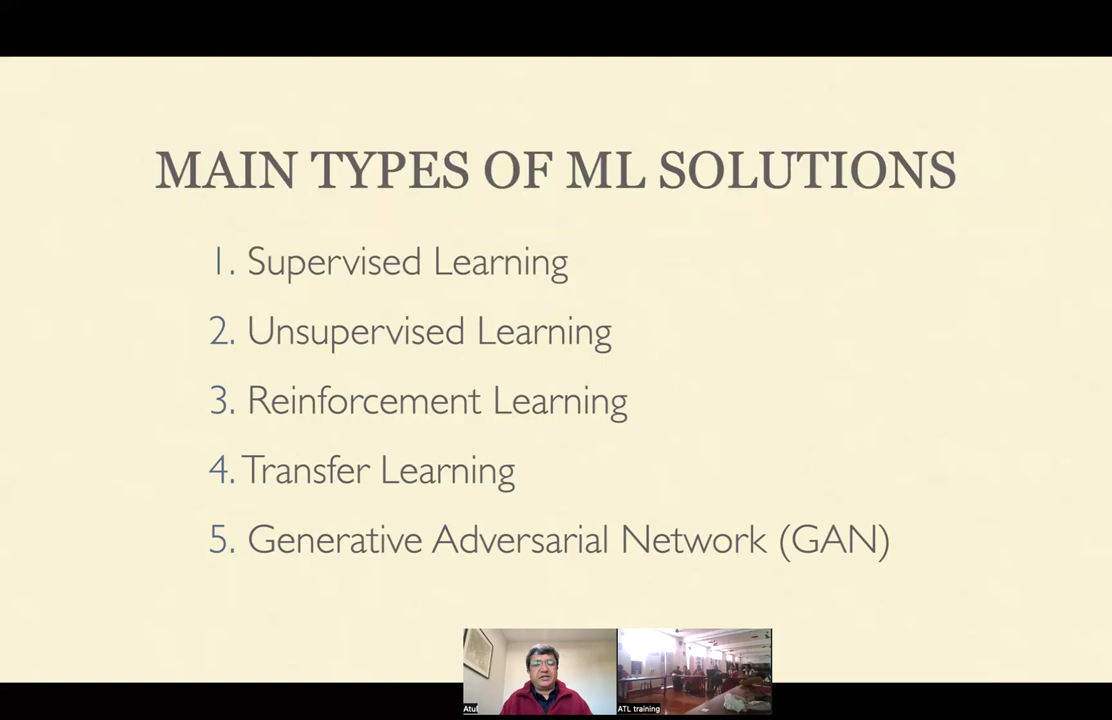 MAIN TYPES OF ML SOLUTIONS
1. Supervised Learning
2. Unsupervised Learning
3. Reinforcement Learning
4. Transfer Learning
5. Generative Adversarial Network (GAN)
Atuf
ATL training